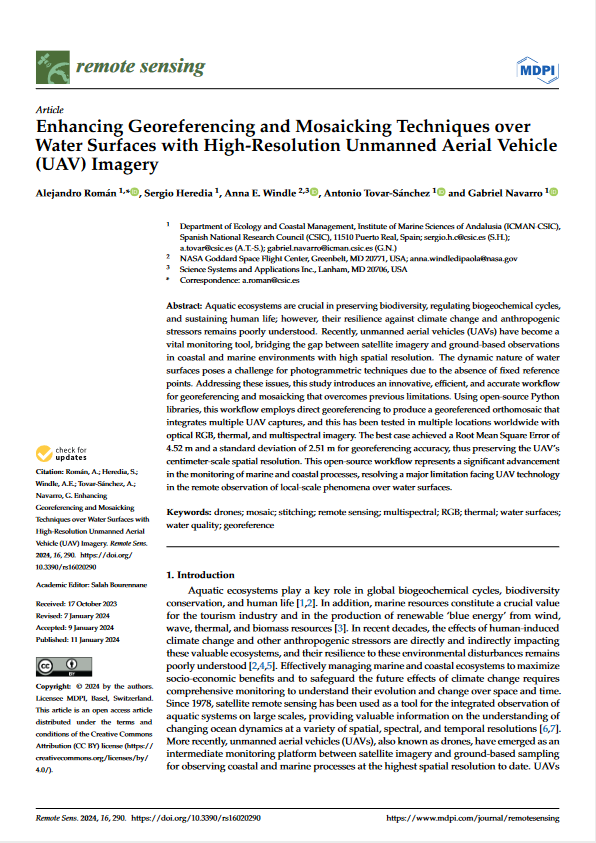 remote sensing
MDPI
Article
Enhancing Georeferencing and Mosaicking Techniques over
Water Surfaces with High-Resolution Unmanned Aerial Vehicle
(UAV) Imagery
Alejandro Román 1,*, Sergio Heredia 1, Anna E. Windle 2,3, Antonio Tovar-Sánchez 1 and Gabriel Navarro 1
1 Department of Ecology and Coastal Management, Institute of Marine Sciences of Andalusia (ICMAN-CSIC),
Spanish National Research Council (CSIC), 11510 Puerto Real, Spain; sergio.h.c@csic.es (S.H.);
a.tovar@csic.es (A.T.-S.); gabriel.navarro@icman.csic.es (G.N.)
2 NASA Goddard Space Flight Center, Greenbelt, MD 20771, USA; anna.windledipaola@nasa.gov
3 Science Systems and Applications Inc., Lanham, MD 20706, USA
* Correspondence: a.roman@csic.es
Abstract: Aquatic ecosystems are crucial in preserving biodiversity, regulating biogeochemical cycles,
and sustaining human life; however, their resilience against climate change and anthropogenic
stressors remains poorly understood. Recently, unmanned aerial vehicles (UAVs) have become a
vital monitoring tool, bridging the gap between satellite imagery and ground-based observations
in coastal and marine environments with high spatial resolution. The dynamic nature of water
surfaces poses a challenge for photogrammetric techniques due to the absence of fixed reference
points. Addressing these issues, this study introduces an innovative, efficient, and accurate workflow
for georeferencing and mosaicking that overcomes previous limitations. Using open-source Python
libraries, this workflow employs direct georeferencing to produce a georeferenced orthomosaic that
integrates multiple UAV captures, and this has been tested in multiple locations worldwide with
optical RGB, thermal, and multispectral imagery. The best case achieved a Root Mean Square Error of
4.52 m and a standard deviation of 2.51 m for georeferencing accuracy, thus preserving the UAV's
centimeter-scale spatial resolution. This open-source workflow represents a significant advancement
in the monitoring of marine and coastal processes, resolving a major limitation facing UAV technology
in the remote observation of local-scale phenomena over water surfaces.
Keywords: drones; mosaic; stitching; remote sensing; multispectral; RGB; thermal; water surfaces;
water quality; georeference
check for
updates
Citation: Román, A.; Heredia, S.;
Windle, A.E.; Tovar-Sánchez, A.;
Navarro, G. Enhancing
Georeferencing and Mosaicking
Techniques over Water Surfaces with
High-Resolution Unmanned Aerial
Vehicle (UAV) Imagery. Remote Sens.
2024, 16, 290. https://doi.org/
10.3390/rs16020290
Academic Editor: Salah Bourennane
Received: 17 October 2023
Revised: 7 January 2024
Accepted: 9 January 2024
Published: 11 January 2024
cc BY
Copyright: © 2024 by the authors.
Licensee MDPI, Basel, Switzerland.
This article is an open access article
distributed under the terms and
conditions of the Creative Commons
Attribution (CC BY) license (https://
creativecommons.org/licenses/by/
4.0/).
1. Introduction
Aquatic ecosystems play a key role in global biogeochemical cycles, biodiversity
conservation, and human life [1,2]. In addition, marine resources constitute a crucial value
for the tourism industry and in the production of renewable 'blue energy' from wind,
wave, thermal, and biomass resources [3]. In recent decades, the effects of human-induced
climate change and other anthropogenic stressors are directly and indirectly impacting
these valuable ecosystems, and their resilience to these environmental disturbances remains
poorly understood [2,4,5]. Effectively managing marine and coastal ecosystems to maximize
socio-economic benefits and to safeguard the future effects of climate change requires
comprehensive monitoring to understand their evolution and change over space and time.
Since 1978, satellite remote sensing has been used as a tool for the integrated observation of
aquatic systems on large scales, providing valuable information on the understanding of
changing ocean dynamics at a variety of spatial, spectral, and temporal resolutions [6,7].
More recently, unmanned aerial vehicles (UAVs), also known as drones, have emerged as an
intermediate monitoring platform between satellite imagery and ground-based sampling
for observing coastal and marine processes at the highest spatial resolution to date. UAVs
Remote Sens. 2024, 16, 290. https://doi.org/10.3390/rs16020290
https://www.mdpi.com/journal/remotesensing